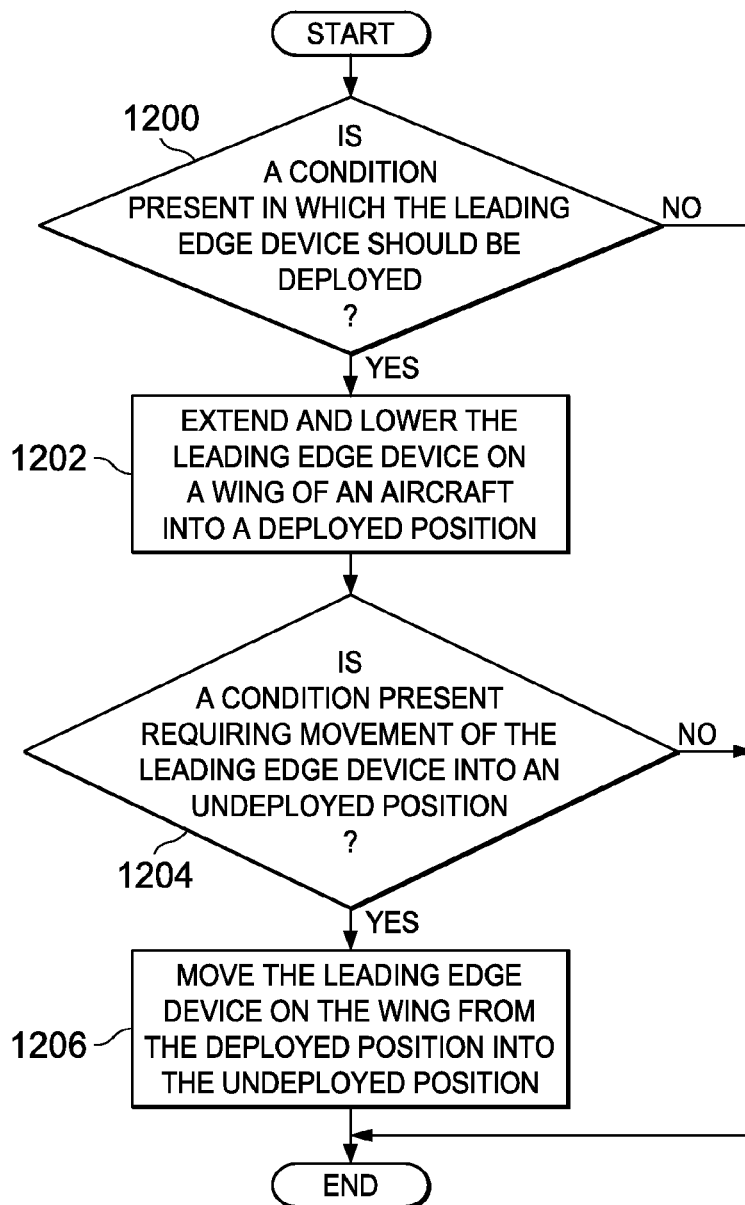 START
1200
IS
A CONDITION
PRESENT IN WHICH THE LEADING
EDGE DEVICE SHOULD BE
DEPLOYED
?
NO
YES
1202
EXTEND AND LOWER THE
LEADING EDGE DEVICE ON
A WING OF AN AIRCRAFT
INTO A DEPLOYED POSITION
IS
A CONDITION PRESENT
REQUIRING MOVEMENT OF THE
LEADING EDGE DEVICE INTO AN
UNDEPLOYED POSITION
?
NO
1204
YES
1206
MOVE THE LEADING EDGE
DEVICE ON THE WING FROM
THE DEPLOYED POSITION INTO
THE UNDEPLOYED POSITION
END